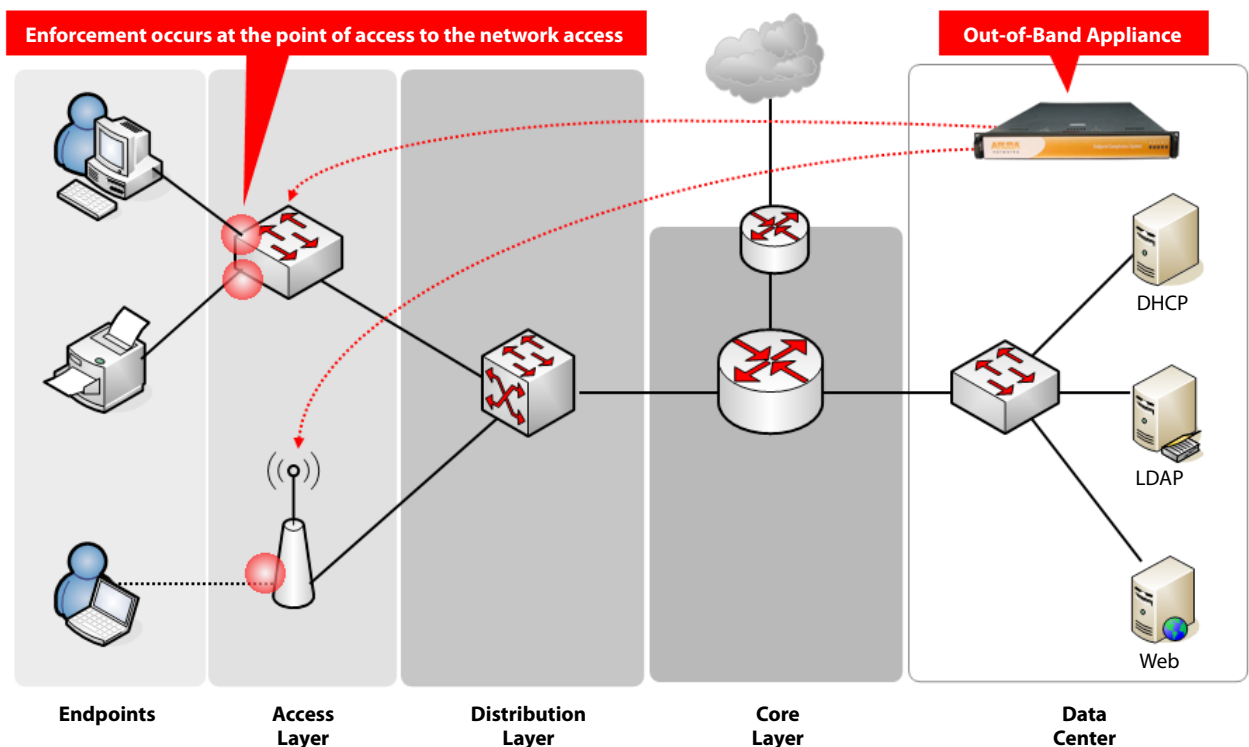 Enforcement occurs at the point of access to the network access
Out-of-Band Appliance
DHCP
LDAP
Web
Endpoints
Access
Layer
Distribution
Layer
Core
Layer
Data
Center